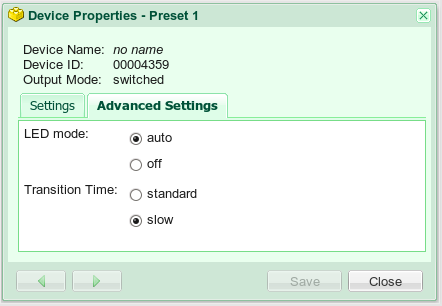 Device Properties - Preset 1
Device Name: no name
Device ID: 00004359
Output Mode: switched
Settings Advanced Settings
LED mode: auto
off
Transition Time: standard
slow
Save Close